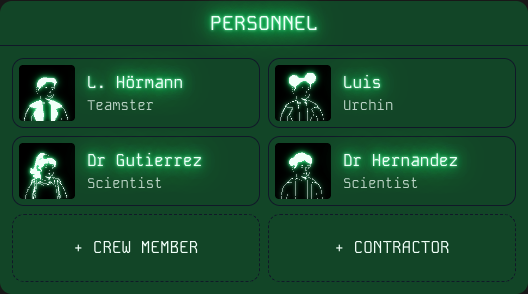 PERSONNEL
L. Hörmann
Teamster
Luis
Urchin
Dr Gutierrez
Scientist
Dr Hernandez
Scientist
+ CREW MEMBER
+ CONTRACTOR